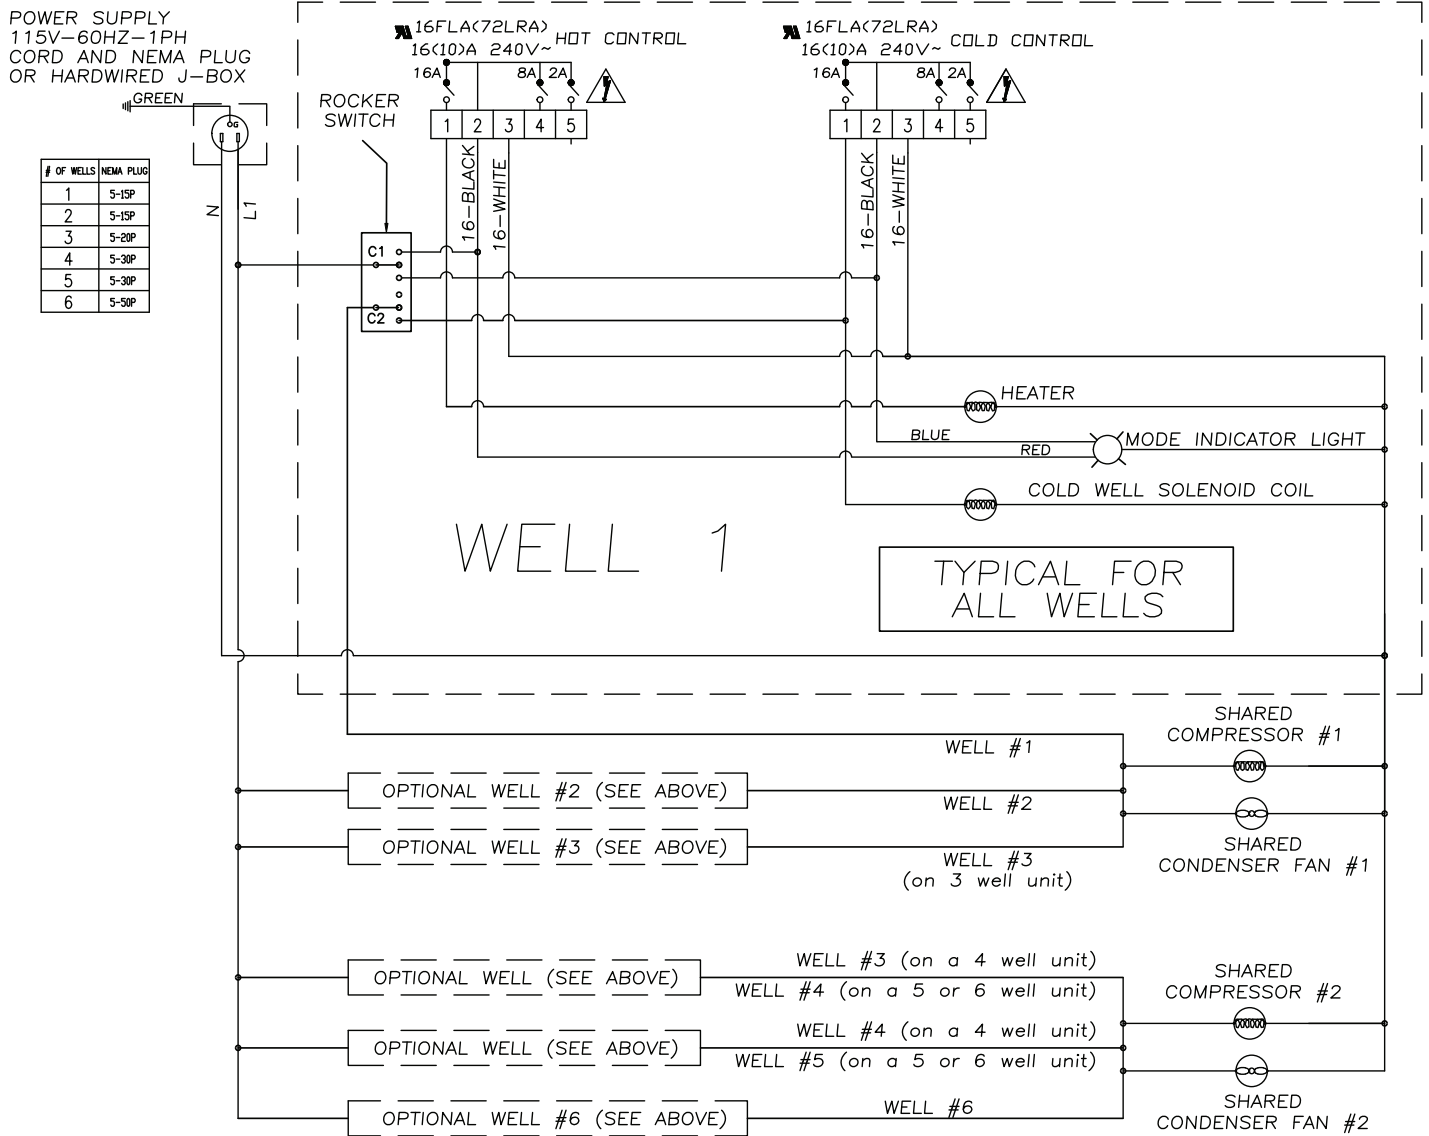 POWER SUPPLY
115V-60HZ-1PH
CORD AND NEMA PLUG
OR HARDWIRED J-BOX
GREEN
G
N
L1
# OF WELLS NEMA PLUG
1 5-15P
2 5-15P
3 5-20P
4 5-30P
5 5-30P
6 5-50P
ROCKER
SWITCH
C1
C2
16FLA(72LRA)
16(10)A 240V~
HOT CONTROL
16A 8A 2A
1 2 3 4 5
16-BLACK
16-WHITE
16FLA(72LRA)
16(10)A 240V~
COLD CONTROL
16A 8A 2A
1 2 3 4 5
16-BLACK
16-WHITE
HEATER
BLUE
RED
MODE INDICATOR LIGHT
COLD WELL SOLENOID COIL
WELL 1
TYPICAL FOR
ALL WELLS
WELL #1
SHARED
COMPRESSOR #1
OPTIONAL WELL #2 (SEE ABOVE)
WELL #2
OPTIONAL WELL #3 (SEE ABOVE)
WELL #3
(on 3 well unit)
SHARED
CONDENSER FAN #1
OPTIONAL WELL (SEE ABOVE)
WELL #3 (on a 4 well unit)
WELL #4 (on a 5 or 6 well unit)
SHARED
COMPRESSOR #2
OPTIONAL WELL (SEE ABOVE)
WELL #4 (on a 4 well unit)
WELL #5 (on a 5 or 6 well unit)
OPTIONAL WELL #6 (SEE ABOVE)
WELL #6
SHARED
CONDENSER FAN #2